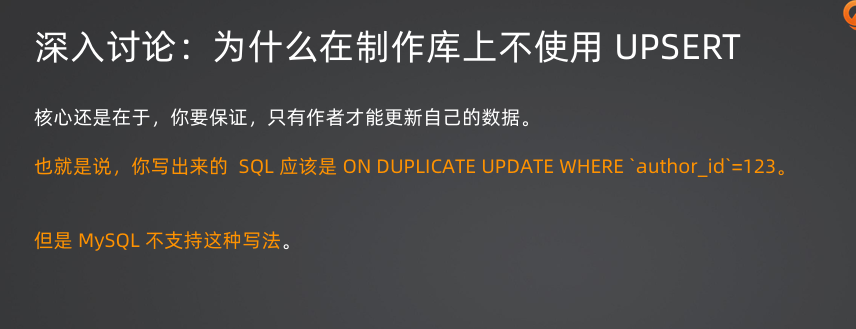 深入讨论：为什么在制作库上不使用 UPSERT
核心还是在于，你要保证，只有作者才能更新自己的数据。
也就是说，你写出来的 SQL 应该是 ON DUPLICATE UPDATE WHERE `author_id`=123。
但是 MySQL 不支持这种写法。